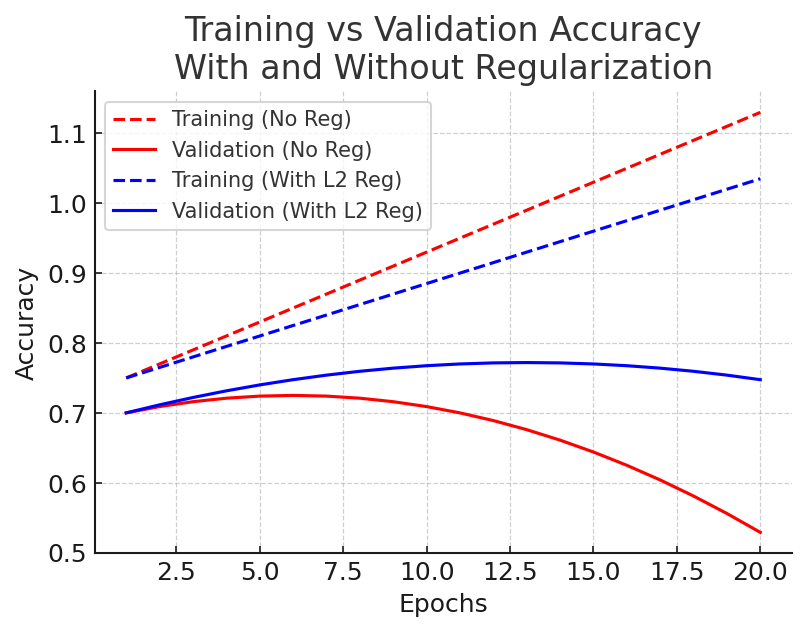 Training vs Validation Accuracy
With and Without Regularization
Training (No Reg)
Validation (No Reg)
Training (With L2 Reg)
Validation (With L2 Reg)
Accuracy
1.1
1.0
0.9
0.8
0.7
0.6
0.5
2.5 5.0 7.5 10.0 12.5 15.0 17.5 20.0
Epochs